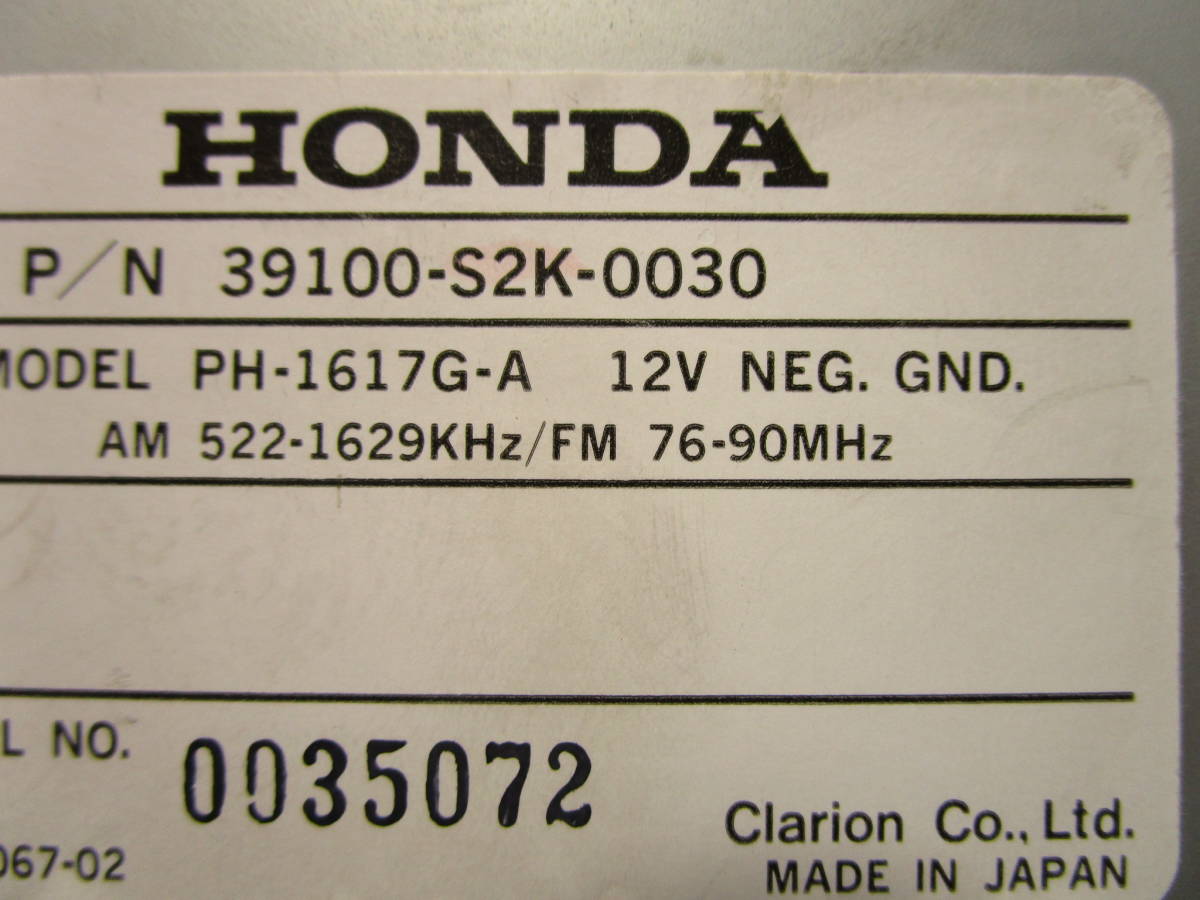 HONDA
P/N 39100-S2K-0030
MODEL PH-1617G-A 12V NEG. GND.
AM 522-1629KHz/FM 76-90MHz
L NO. 0035072
Clarion Co., Ltd.
067-02
MADE IN JAPAN